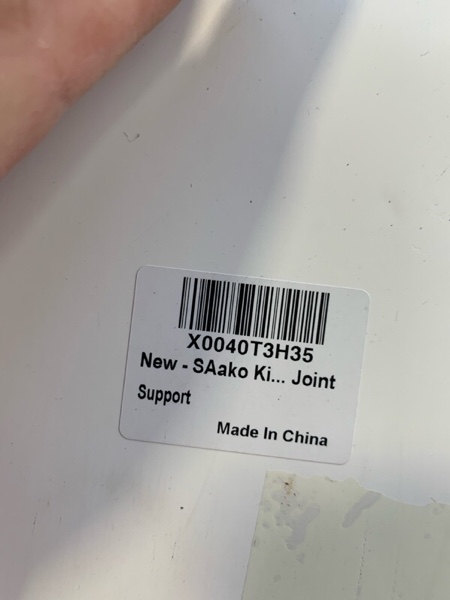 X0040T3H35
New - SAako Ki... Joint
Support
Made In China